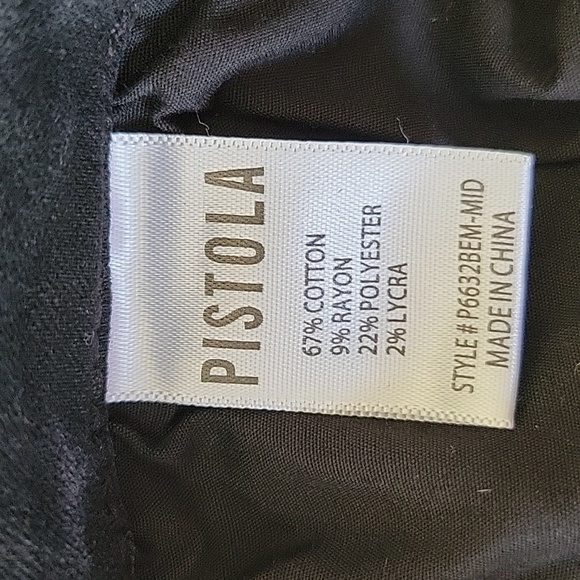 PISTOLA
67% COTTON
9% RAYON
22% POLYESTER
2% LYCRA
STYLE # P6632BEM-MID
MADE IN CHINA